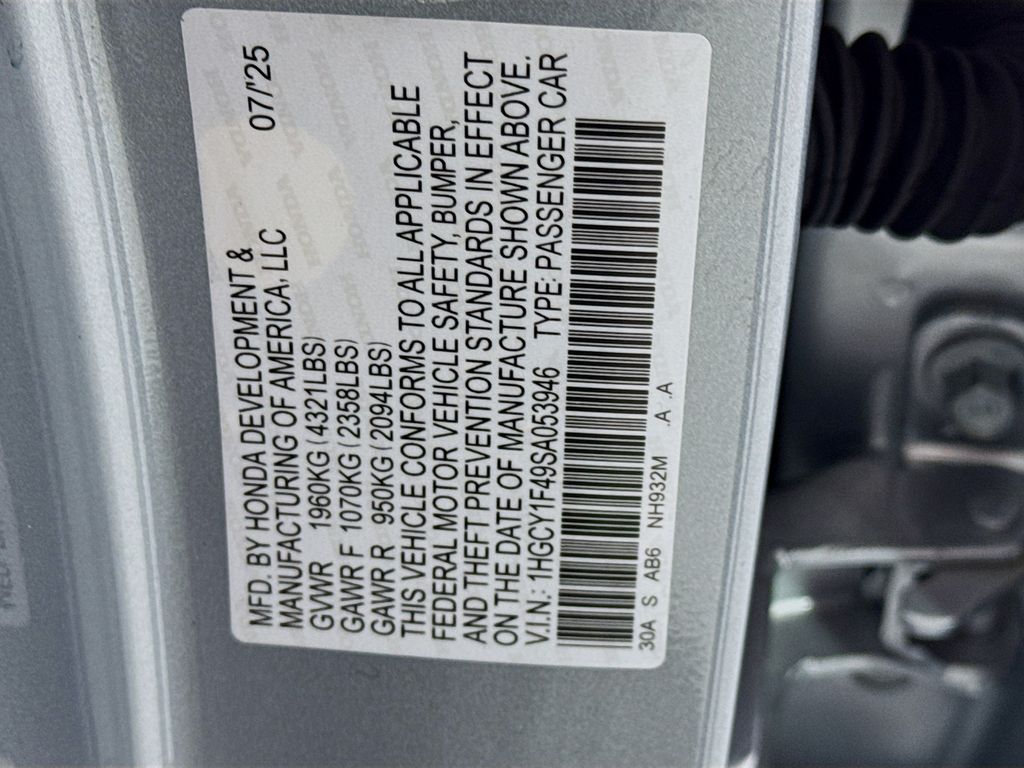 MFD. BY HONDA DEVELOPMENT & 07/'25
MANUFACTURING OF AMERICA, LLC
GVWR 1960KG ( 4321LBS)
GAWR F 1070KG ( 2358LBS)
GAWR R 950KG ( 2094LBS)
THIS VEHICLE CONFORMS TO ALL APPLICABLE
FEDERAL MOTOR VEHICLE SAFETY, BUMPER,
AND THEFT PREVENTION STANDARDS IN EFFECT
ON THE DATE OF MANUFACTURE SHOWN ABOVE.
V.I.N.: 1HGCY1F49SA053946 TYPE: PASSENGER CAR
30A S AB6 NH932M .A ,A